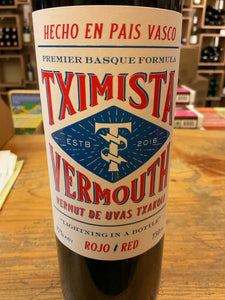 HECHO EN PAIS VASCO
PREMIER BASQUE FORMULA
TXIMISTA
ESTB 2018
VERMOUTH
VERMUT DE UVAS TXAKOLI
"LIGHTNING IN A BOTTLE"
ROJO RED